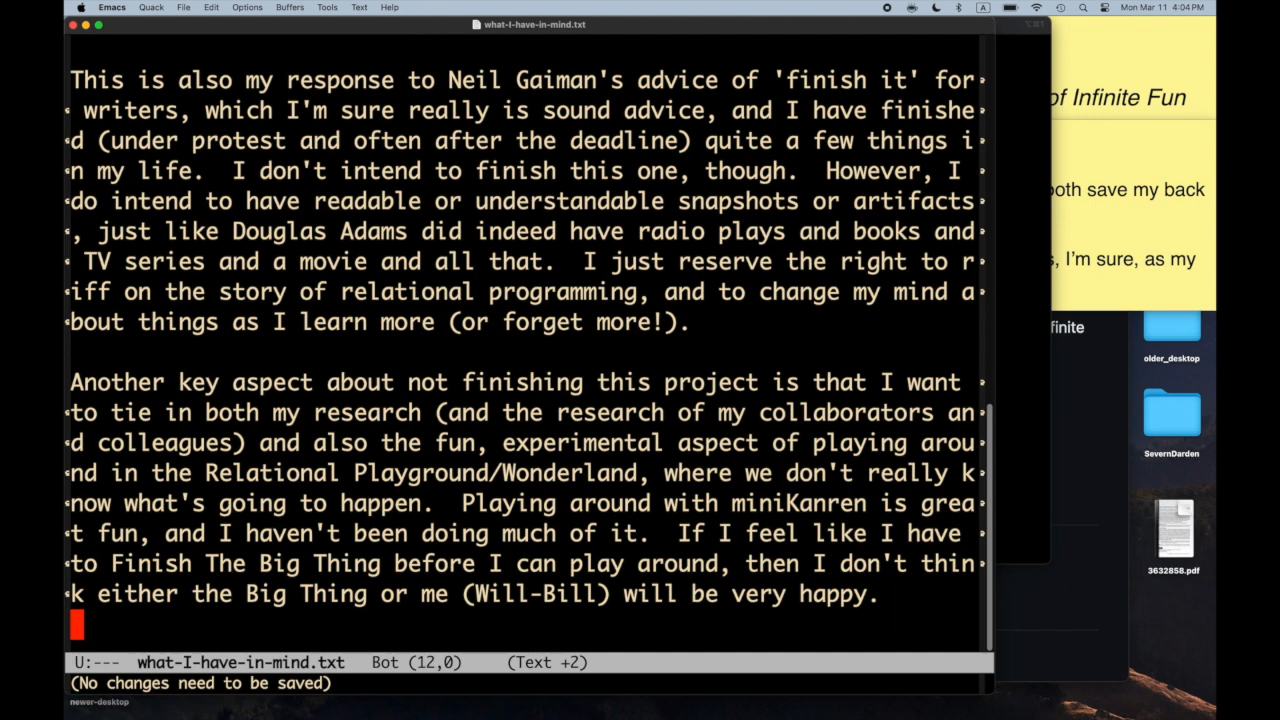 Emacs Quack File Edit Options Buffers Tools Text Help
A
Mon Mar 11 4:04 PM
what-I-have-in-mind.txt
This is also my response to Neil Gaiman's advice of 'finish it' for
writers, which I'm sure really is sound advice, and I have finishe
d (under protest and often after the deadline) quite a few things i
n my life.  I don't intend to finish this one, though.  However, I
do intend to have readable or understandable snapshots or artifacts
, just like Douglas Adams did indeed have radio plays and books and
TV series and a movie and all that.  I just reserve the right to r
iff on the story of relational programming, and to change my mind a
bout things as I learn more (or forget more!).
Another key aspect about not finishing this project is that I want
to tie in both my research (and the research of my collaborators an
d colleagues) and also the fun, experimental aspect of playing arou
nd in the Relational Playground/Wonderland, where we don't really k
now what's going to happen.  Playing around with miniKanren is grea
t fun, and I haven't been doing much of it.  If I feel like I have
to Finish The Big Thing before I can play around, then I don't thin
k either the Big Thing or me (Will-Bill) will be very happy.
U:--- what-I-have-in-mind.txt Bot (12,0) (Text +2)
(No changes need to be saved)
newer-desktop
of Infinite Fun
both save my back
, I'm sure, as my
finite
older_desktop
SevernDarden
3632858.pdf